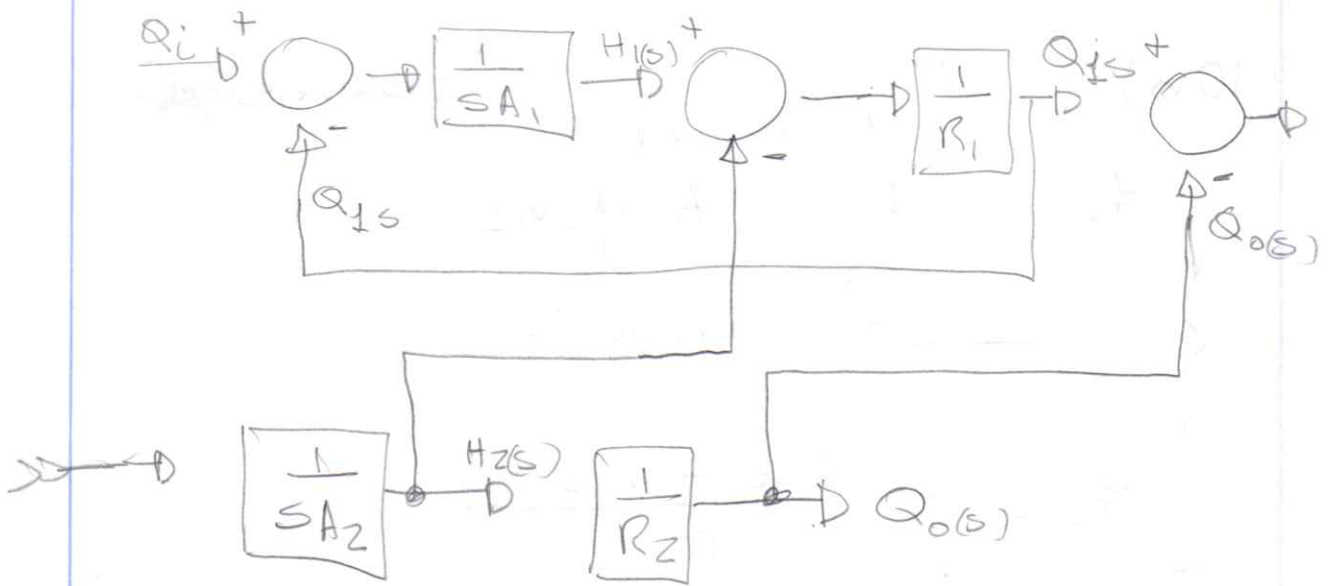 Qi + 1/SA1 H1(s) + 1/R1 Q1s +
- - -
Q1s Q0(s)
1/SA2 H2(s) 1/R2 Q0(s)